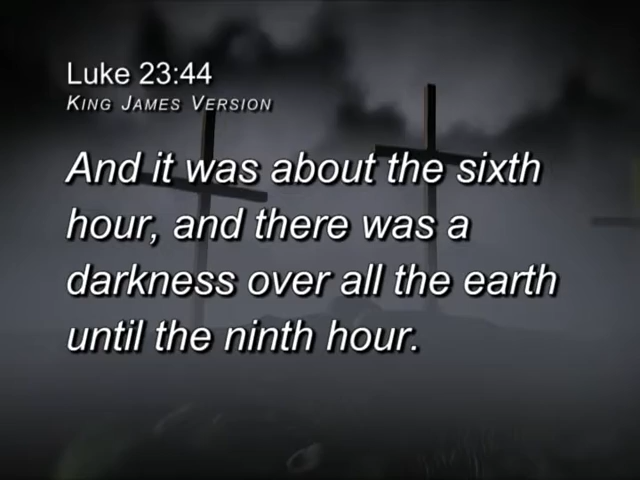 Luke 23:44
King James Version
And it was about the sixth
hour, and there was a
darkness over all the earth
until the ninth hour.